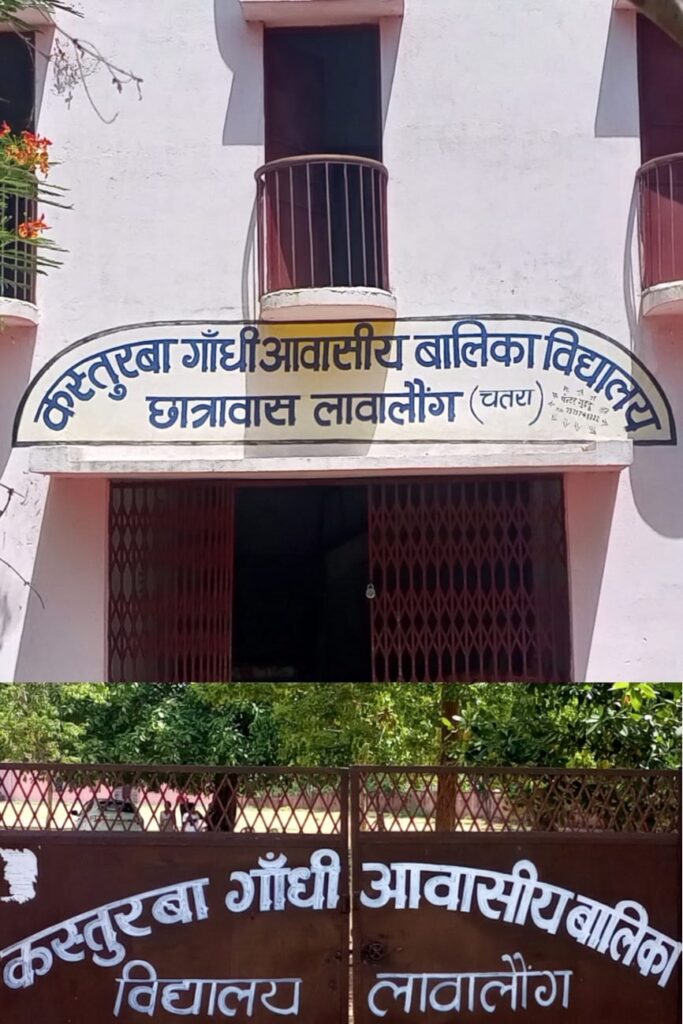 कस्तुरबा गाँधी आवासीय बालिका विद्यालय
छात्रावास लावालौंग (चतरा)
कस्तुरबा गाँधी आवासीय बालिका
विद्यालय लावालौंग